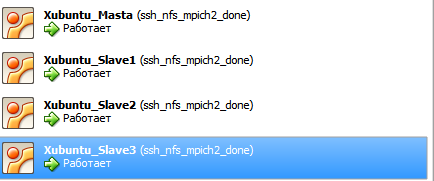 Xubuntu_Masta (ssh_nfs_mpich2_done)
Работает
Xubuntu_Slave1 (ssh_nfs_mpich2_done)
Работает
Xubuntu_Slave2 (ssh_nfs_mpich2_done)
Работает
Xubuntu_Slave3 (ssh_nfs_mpich2_done)
Работает